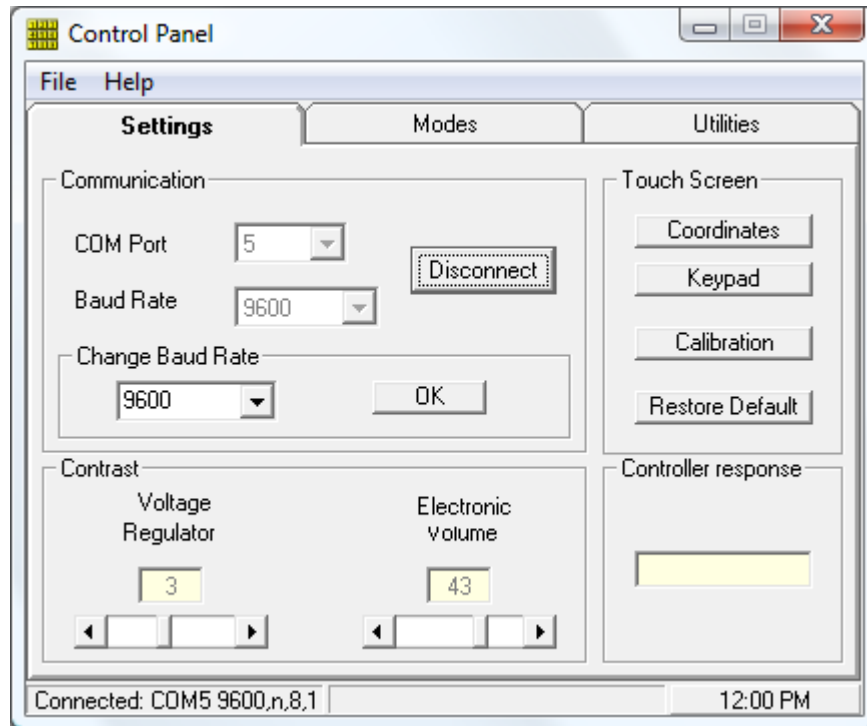 Control Panel
File Help
Settings Modes Utilities
Communication
COM Port 5
Baud Rate 9600
Disconnect
Change Baud Rate
9600 OK
Touch Screen
Coordinates
Keypad
Calibration
Restore Default
Contrast
Voltage
Regulator
3
Electronic
Volume
43
Controller response
Connected: COM5 9600,n,8,1 12:00 PM